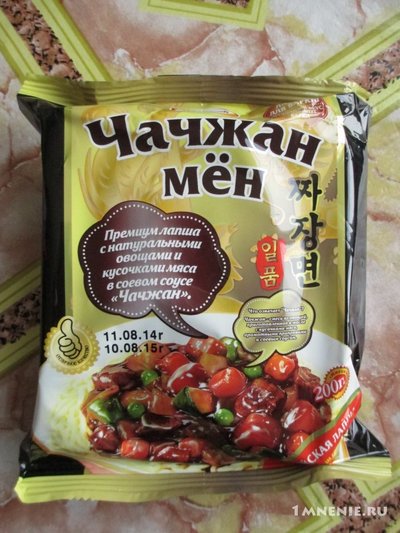 Чачжан
мён
짜장면
일품
Премиум лапша
с натуральными
овощами и
кусочками мяса
в соевом соусе
«Чачжан».
11.08.14г
10.08.15г
200г.
1MNENIE.RU